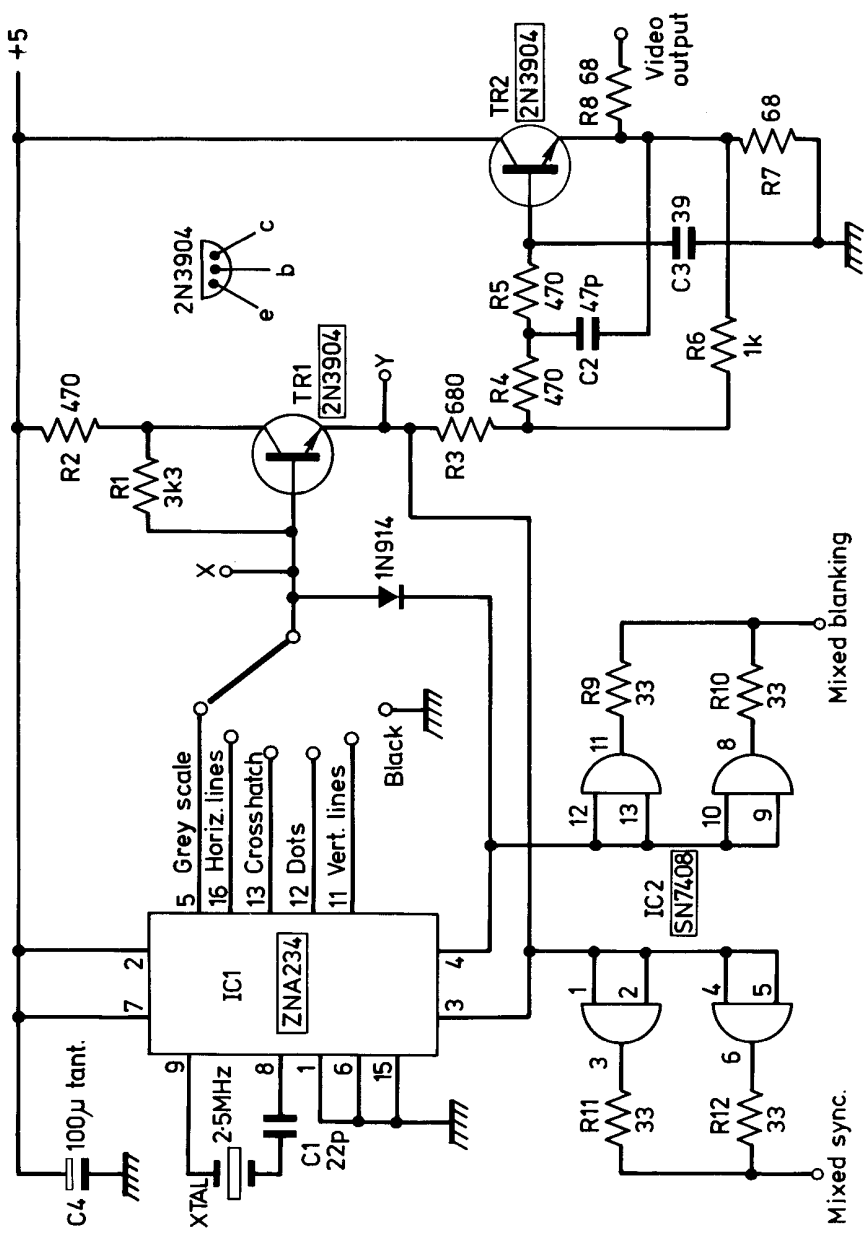 +5
C4
100μ tant.
R2
470
R1
3k3
2N3904
e
b
c
XTAL
2·5MHz
C1
22p
9
8
1
6
15
7
2
IC1
ZNA234
3
4
5 Grey scale
16 Horiz. lines
13 Crosshatch
12 Dots
11 Vert. lines
Black
X
1N914
TR1
2N3904
Y
R3
680
R4
470
R5
470
C2
47p
TR2
2N3904
R8 68
Video
output
C3
39
R6
1k
R7
68
IC2
SN7408
1
2
3
4
5
6
R11
33
R12
33
Mixed sync.
12
13
11
10
9
8
R9
33
R10
33
Mixed blanking